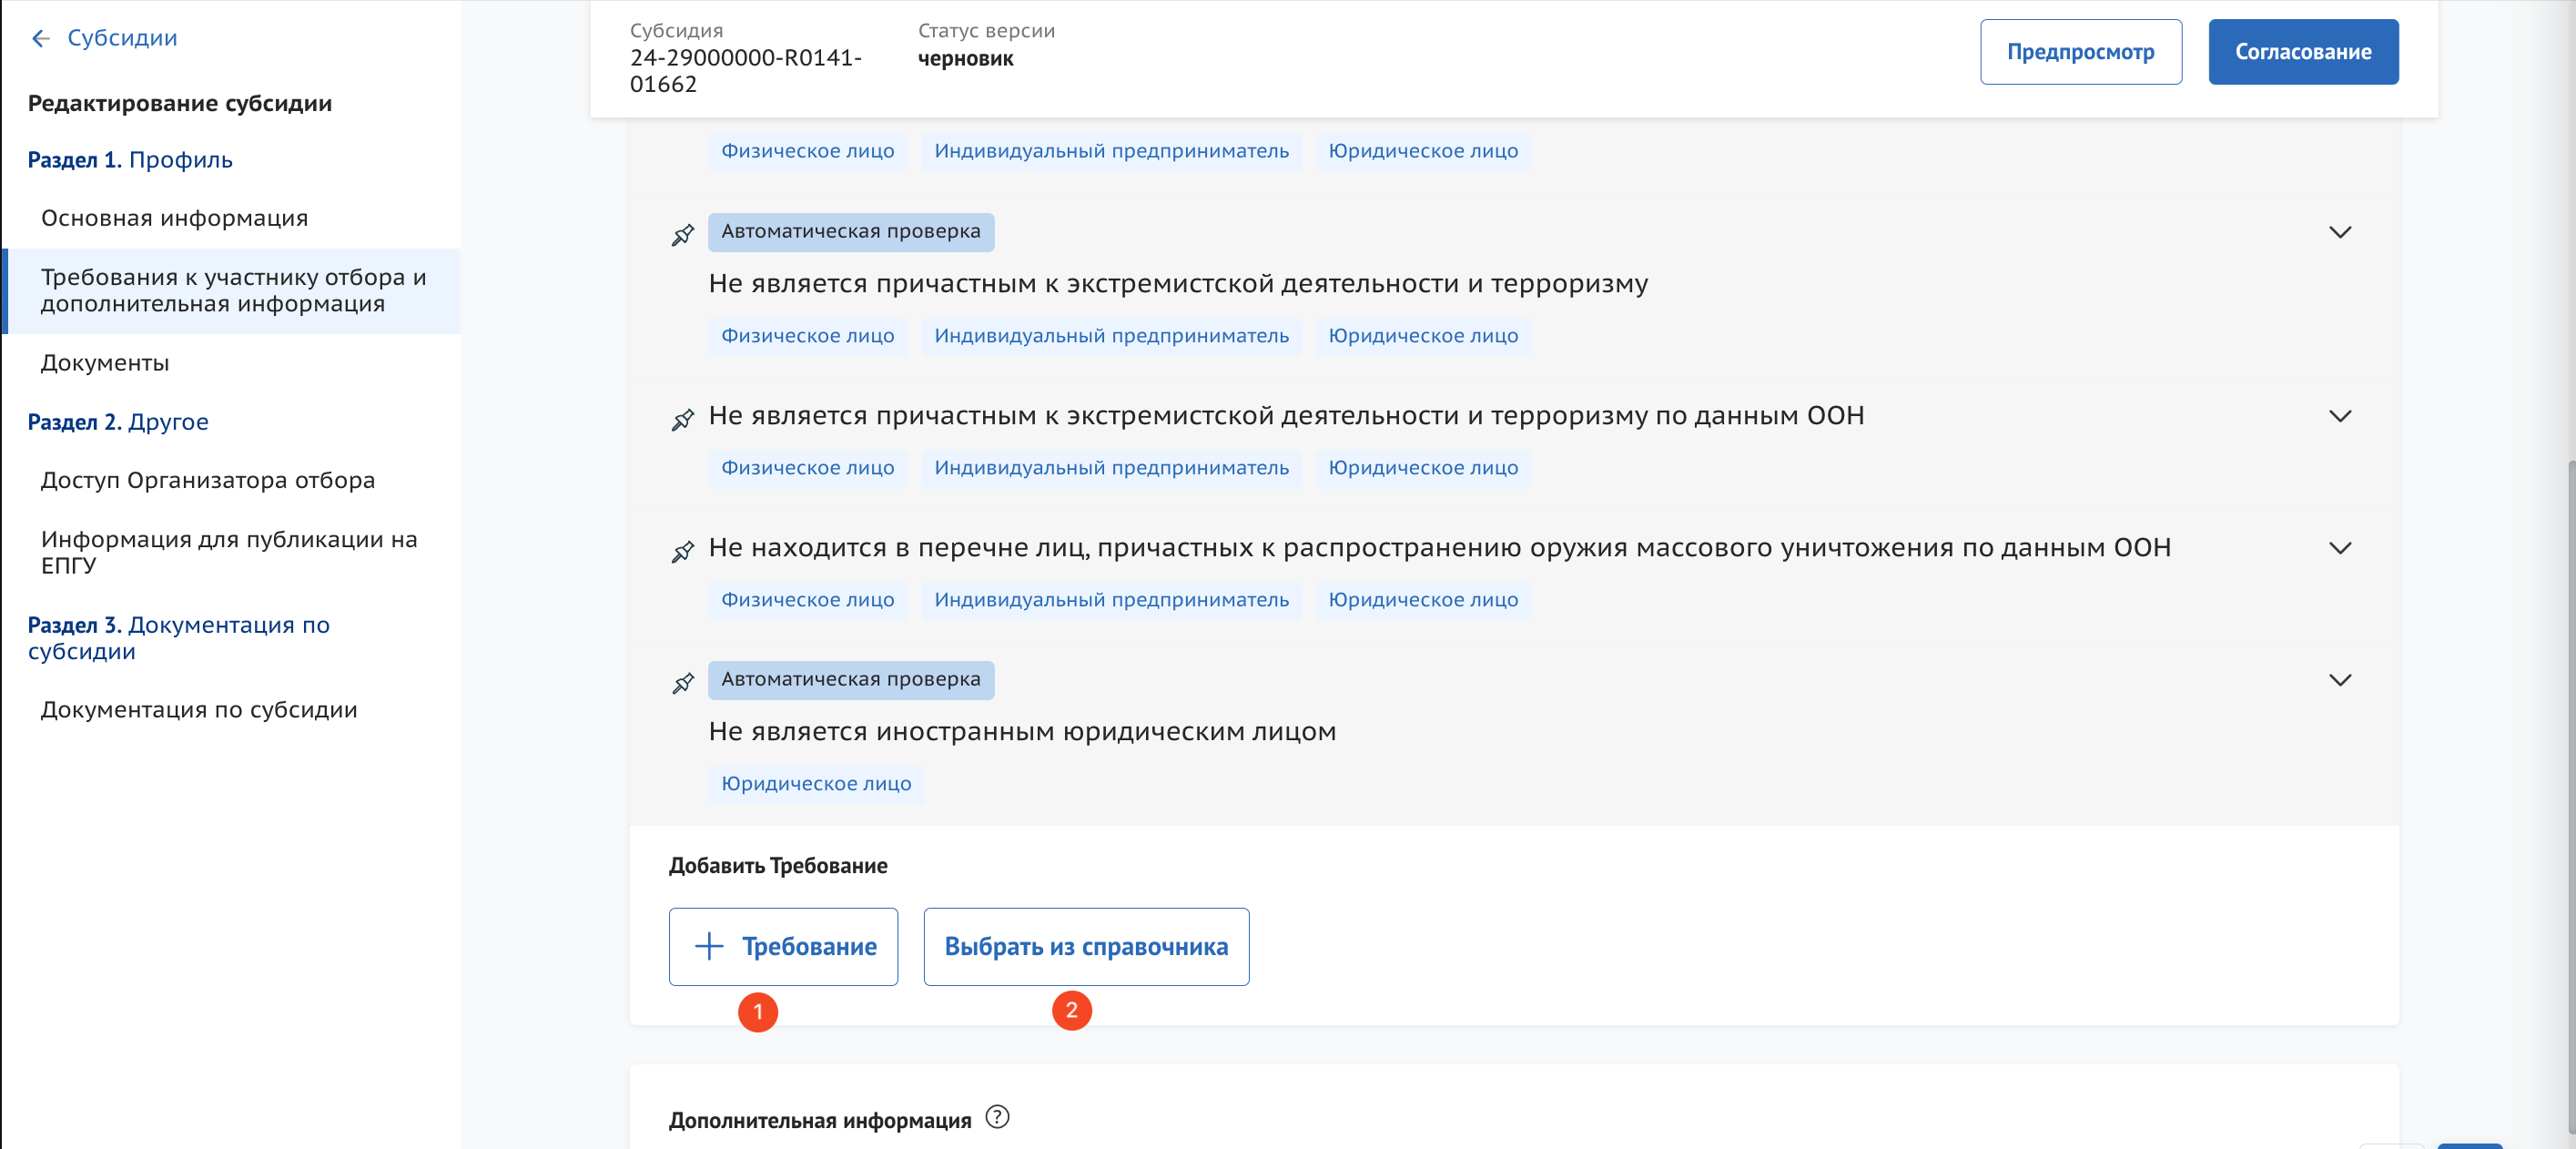 Субсидии
Редактирование субсидии
Раздел 1. Профиль
Основная информация
Требования к участнику отбора и
дополнительная информация
Документы
Раздел 2. Другое
Доступ Организатора отбора
Информация для публикации на
ЕПГУ
Раздел 3. Документация по
субсидии
Документация по субсидии
Субсидия
24-29000000-R0141-
01662
Статус версии
черновик
Предпросмотр
Согласование
Физическое лицо Индивидуальный предприниматель Юридическое лицо
Автоматическая проверка
Не является причастным к экстремистской деятельности и терроризму
Физическое лицо Индивидуальный предприниматель Юридическое лицо
Не является причастным к экстремистской деятельности и терроризму по данным ООН
Физическое лицо Индивидуальный предприниматель Юридическое лицо
Не находится в перечне лиц, причастных к распространению оружия массового уничтожения по данным ООН
Физическое лицо Индивидуальный предприниматель Юридическое лицо
Автоматическая проверка
Не является иностранным юридическим лицом
Юридическое лицо
Добавить Требование
Требование Выбрать из справочника
1 2
Дополнительная информация ?